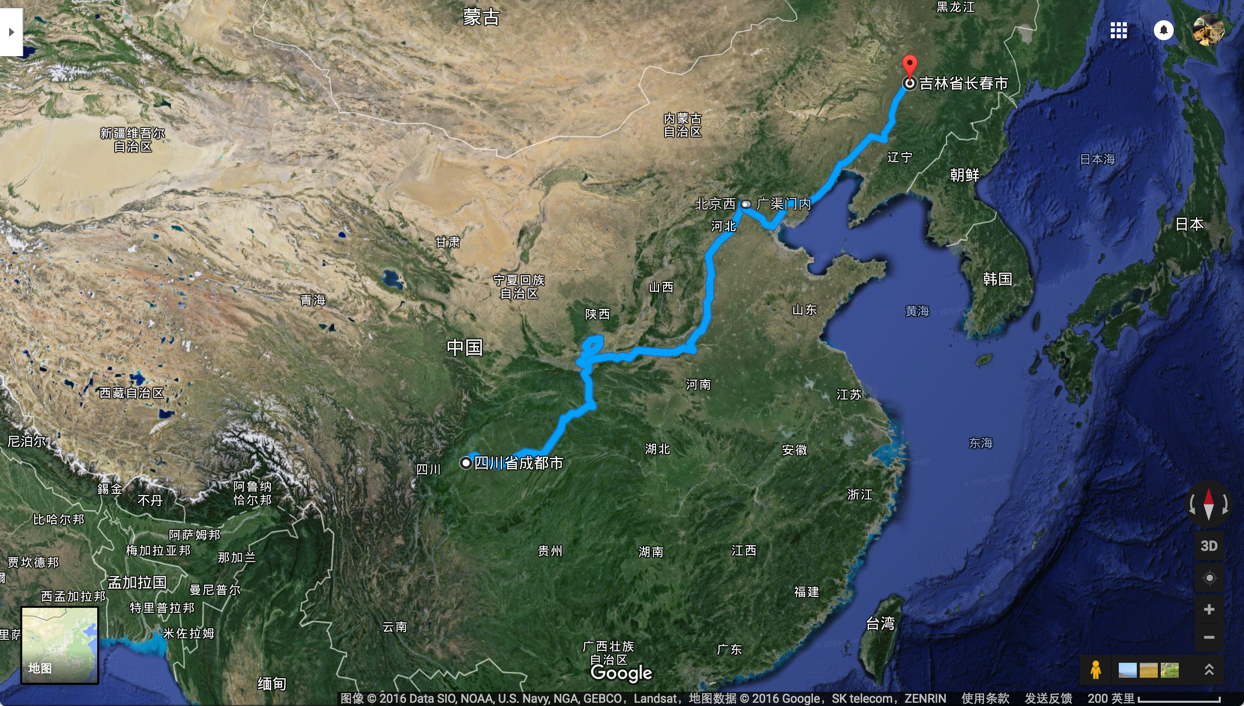 蒙古
黑龙江
吉林省长春市
内蒙古
自治区
新疆维吾尔
自治区
辽宁
日本海
朝鲜
北京西
广渠门内
河北
日本
甘肃
宁夏回族
自治区
山西
韩国
青海
陕西
山东
黄海
中国
河南
西藏自治区
江苏
尼泊尔
东海
四川
四川省成都市
湖北
安徽
錫金
不丹
阿鲁纳
恰尔邦
浙江
比哈尔邦
阿萨姆邦
梅加拉亚邦
那加兰
贵州
湖南
江西
3D
贾坎德邦
孟加拉国
曼尼普尔
西孟加拉邦
特里普拉邦
福建
米佐拉姆
云南
台湾
地图
广西壮族
自治区
广东
Google
缅甸
图像 © 2016 Data SIO, NOAA, U.S. Navy, NGA, GEBCO，Landsat，地图数据 © 2016 Google，SK telecom，ZENRIN 使用条款 发送反馈 200 英里